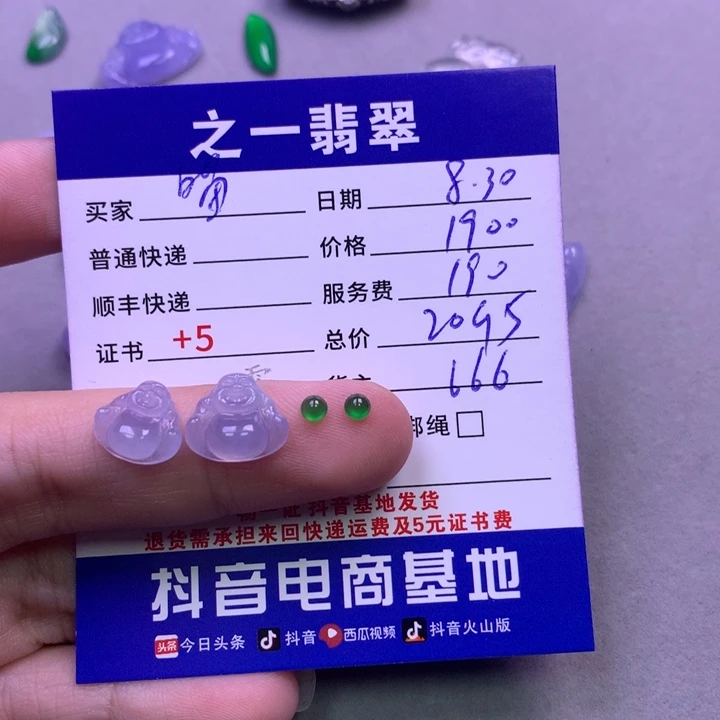 之一翡翠
买家 日期 8.30
普通快递 价格 1900
顺丰快递 服务费 190
证书 +5 总价 2095
666
绑绳
证 抖音基地发货
退货需承担来回快递运费及5元证书费
抖音电商基地
头条 今日头条 抖音 西瓜视频 抖音火山版